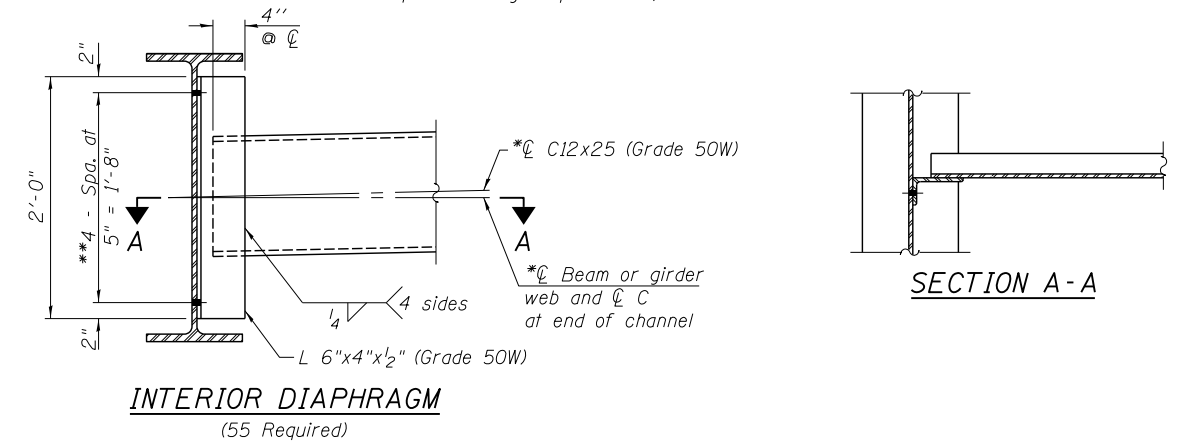 4"
@ ℄
2"
2'-0"
**4 - Spa. at
5" = 1'-8"
2"
A
A
*℄ C12x25 (Grade 50W)
*℄ Beam or girder
web and ℄ C
at end of channel
1/4
4 sides
L 6"x4"x1/2" (Grade 50W)
INTERIOR DIAPHRAGM
(55 Required)
SECTION A-A